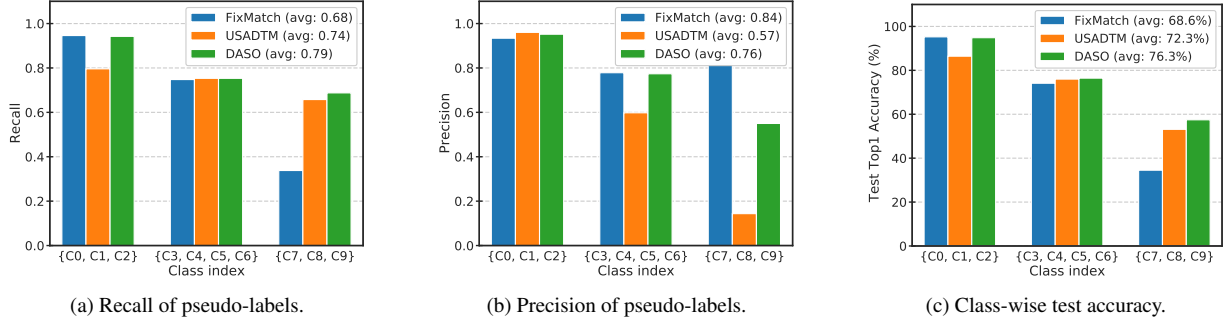 FixMatch (avg: 0.68)
USADTM (avg: 0.74)
DASO (avg: 0.79)
Recall
1.0
0.8
0.6
0.4
0.2
0.0
{C0, C1, C2} {C3, C4, C5, C6} {C7, C8, C9}
Class index
(a) Recall of pseudo-labels.
FixMatch (avg: 0.84)
USADTM (avg: 0.57)
DASO (avg: 0.76)
Precision
1.0
0.8
0.6
0.4
0.2
0.0
{C0, C1, C2} {C3, C4, C5, C6} {C7, C8, C9}
Class index
(b) Precision of pseudo-labels.
FixMatch (avg: 68.6%)
USADTM (avg: 72.3%)
DASO (avg: 76.3%)
Test Top1 Accuracy (%)
100
80
60
40
20
0
{C0, C1, C2} {C3, C4, C5, C6} {C7, C8, C9}
Class index
(c) Class-wise test accuracy.